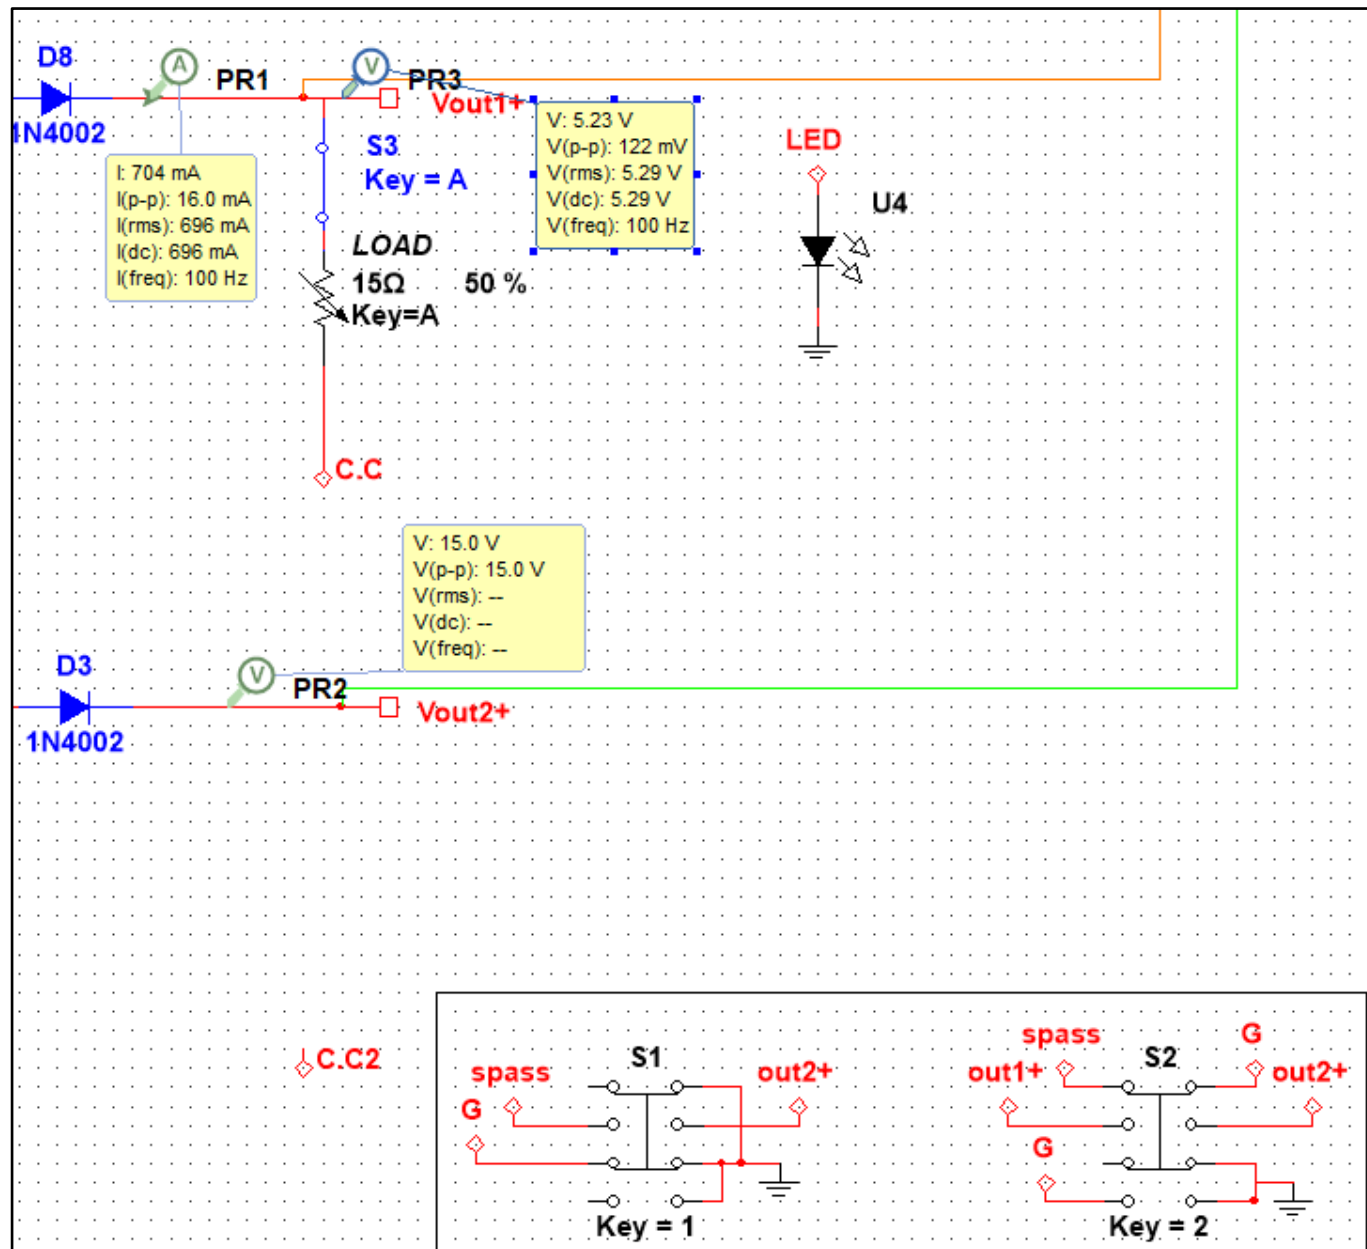 D8
A
PR1
V
PR3
Vout1+
1N4002
I: 704 mA
I(p-p): 16.0 mA
I(rms): 696 mA
I(dc): 696 mA
I(freq): 100 Hz
S3
Key = A
V: 5.23 V
V(p-p): 122 mV
V(rms): 5.29 V
V(dc): 5.29 V
V(freq): 100 Hz
LED
U4
LOAD
15Ω 50 %
Key=A
C.C
V: 15.0 V
V(p-p): 15.0 V
V(rms): --
V(dc): --
V(freq): --
D3
V
PR2
Vout2+
1N4002
C.C2
S1
spass
out2+
G
Key = 1
spass
S2
G
out1+
out2+
G
Key = 2